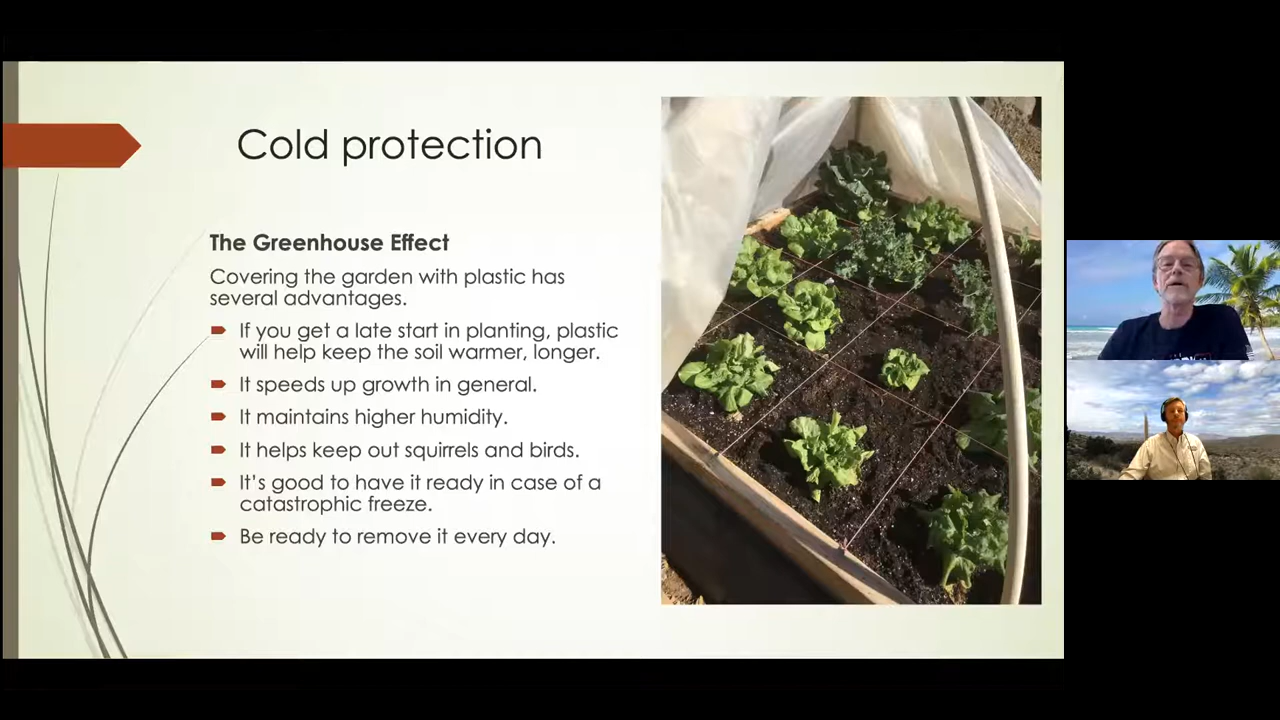 Cold protection
The Greenhouse Effect
Covering the garden with plastic has
several advantages.
If you get a late start in planting, plastic
will help keep the soil warmer, longer.
It speeds up growth in general.
It maintains higher humidity.
It helps keep out squirrels and birds.
It's good to have it ready in case of a
catastrophic freeze.
Be ready to remove it every day.